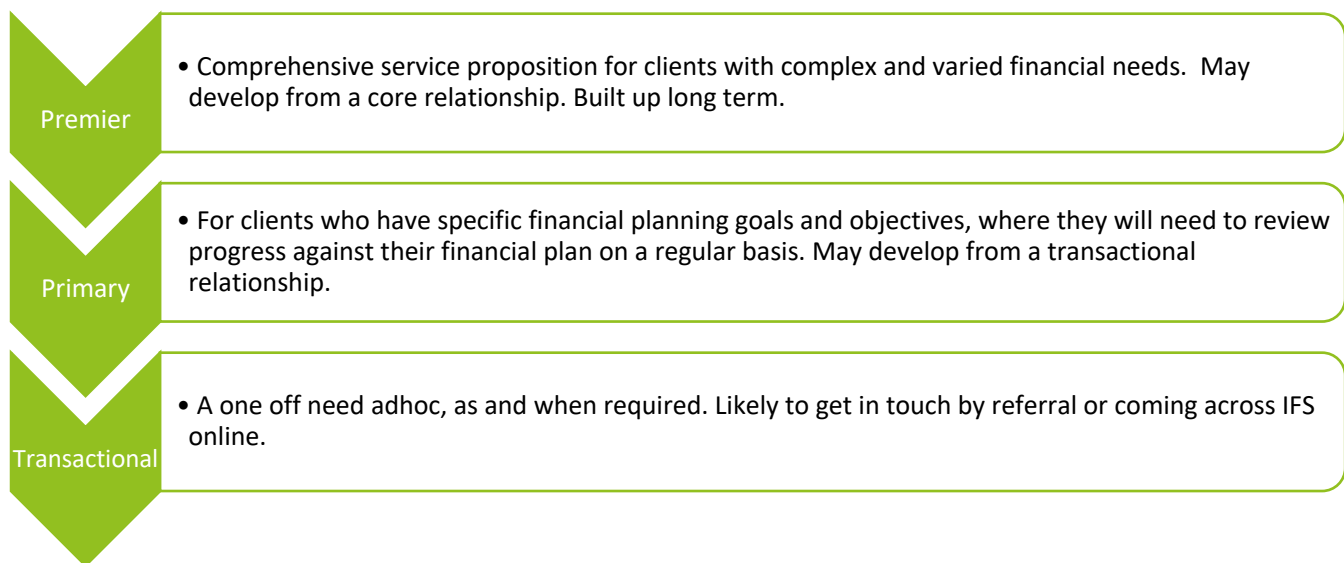 Premier
• Comprehensive service proposition for clients with complex and varied financial needs.  May
develop from a core relationship. Built up long term.
Primary
• For clients who have specific financial planning goals and objectives, where they will need to review
progress against their financial plan on a regular basis. May develop from a transactional
relationship.
Transactional
• A one off need adhoc, as and when required. Likely to get in touch by referral or coming across IFS
online.